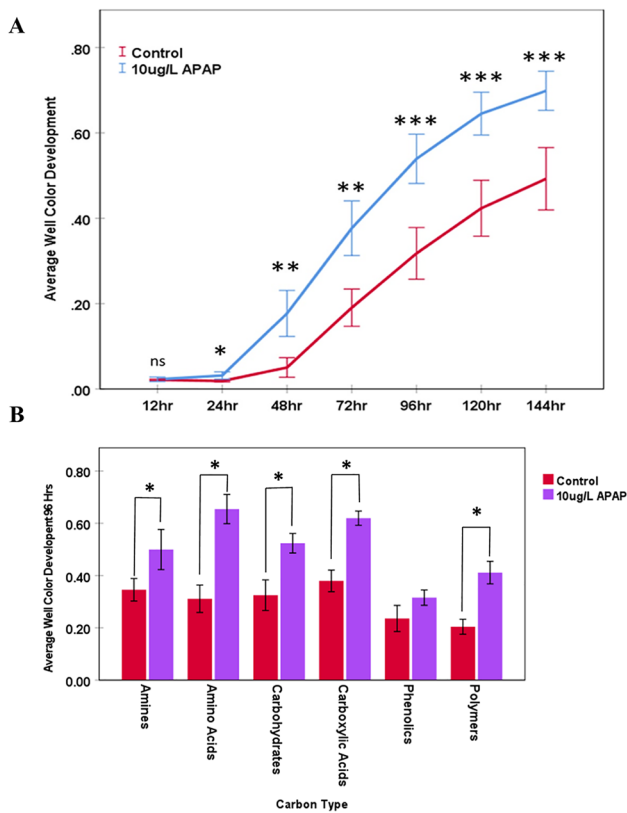 A
Average Well Color Development
.80
.60
.40
.20
.00
Control
10ug/L APAP
ns
*
**
**
***
***
***
12hr 24hr 48hr 72hr 96hr 120hr 144hr
B
Average Well Color Developent96 Hrs
0.80
0.60
0.40
0.20
0.00
* * * * *
Control
10ug/L APAP
Amines
Amino Acids
Carbohydrates
Carboxylic Acids
Phenolics
Polymers
Carbon Type